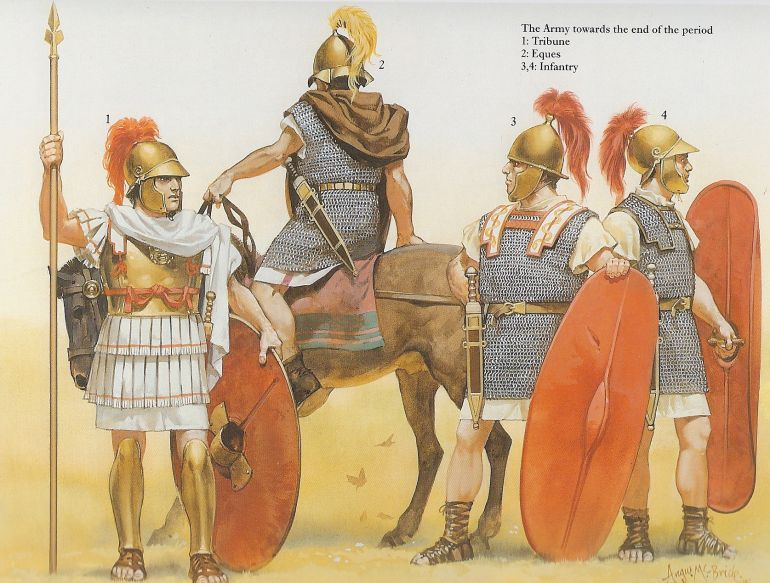 The Army towards the end of the period
1: Tribune
2: Eques
3,4: Infantry
1
2
3
4
Angus McBride